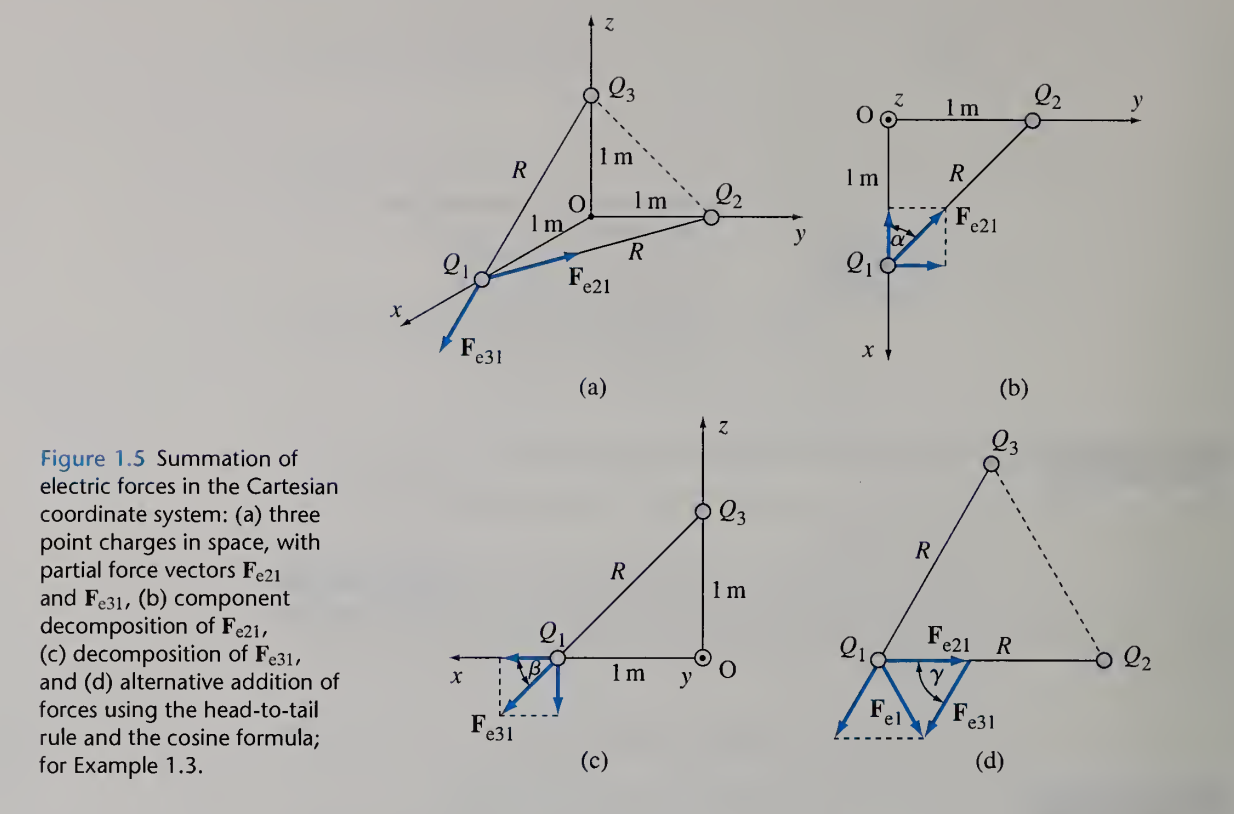 z
Q3
R
1 m
O
1 m
Q2
1 m
y
Q1
R
Fe21
x
Fe31
(a)
O
z
1 m
Q2
y
1 m
R
Fe21
α
Q1
x
(b)
z
Q3
R
1 m
Q1
β
x
1 m
y
O
Fe31
(c)
Q3
R
Q1
Fe21
R
Q2
γ
Fe1
Fe31
(d)
Figure 1.5 Summation of
electric forces in the Cartesian
coordinate system: (a) three
point charges in space, with
partial force vectors Fe21
and Fe31, (b) component
decomposition of Fe21,
(c) decomposition of Fe31,
and (d) alternative addition of
forces using the head-to-tail
rule and the cosine formula;
for Example 1.3.